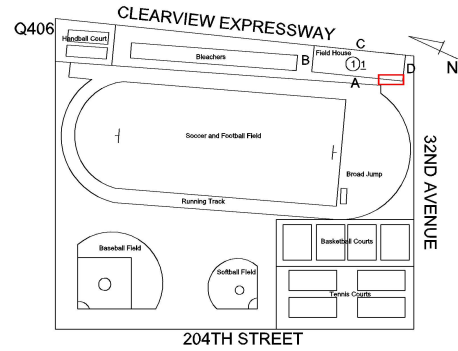 CLEARVIEW EXPRESSWAY
Q406
Handball Court
Bleachers
B
C
Field House
1 1
D
A
N
Soccer and Football Field
32ND AVENUE
Broad Jump
Running Track
Basketball Courts
Baseball Field
Softball Field
Tennis Courts
204TH STREET